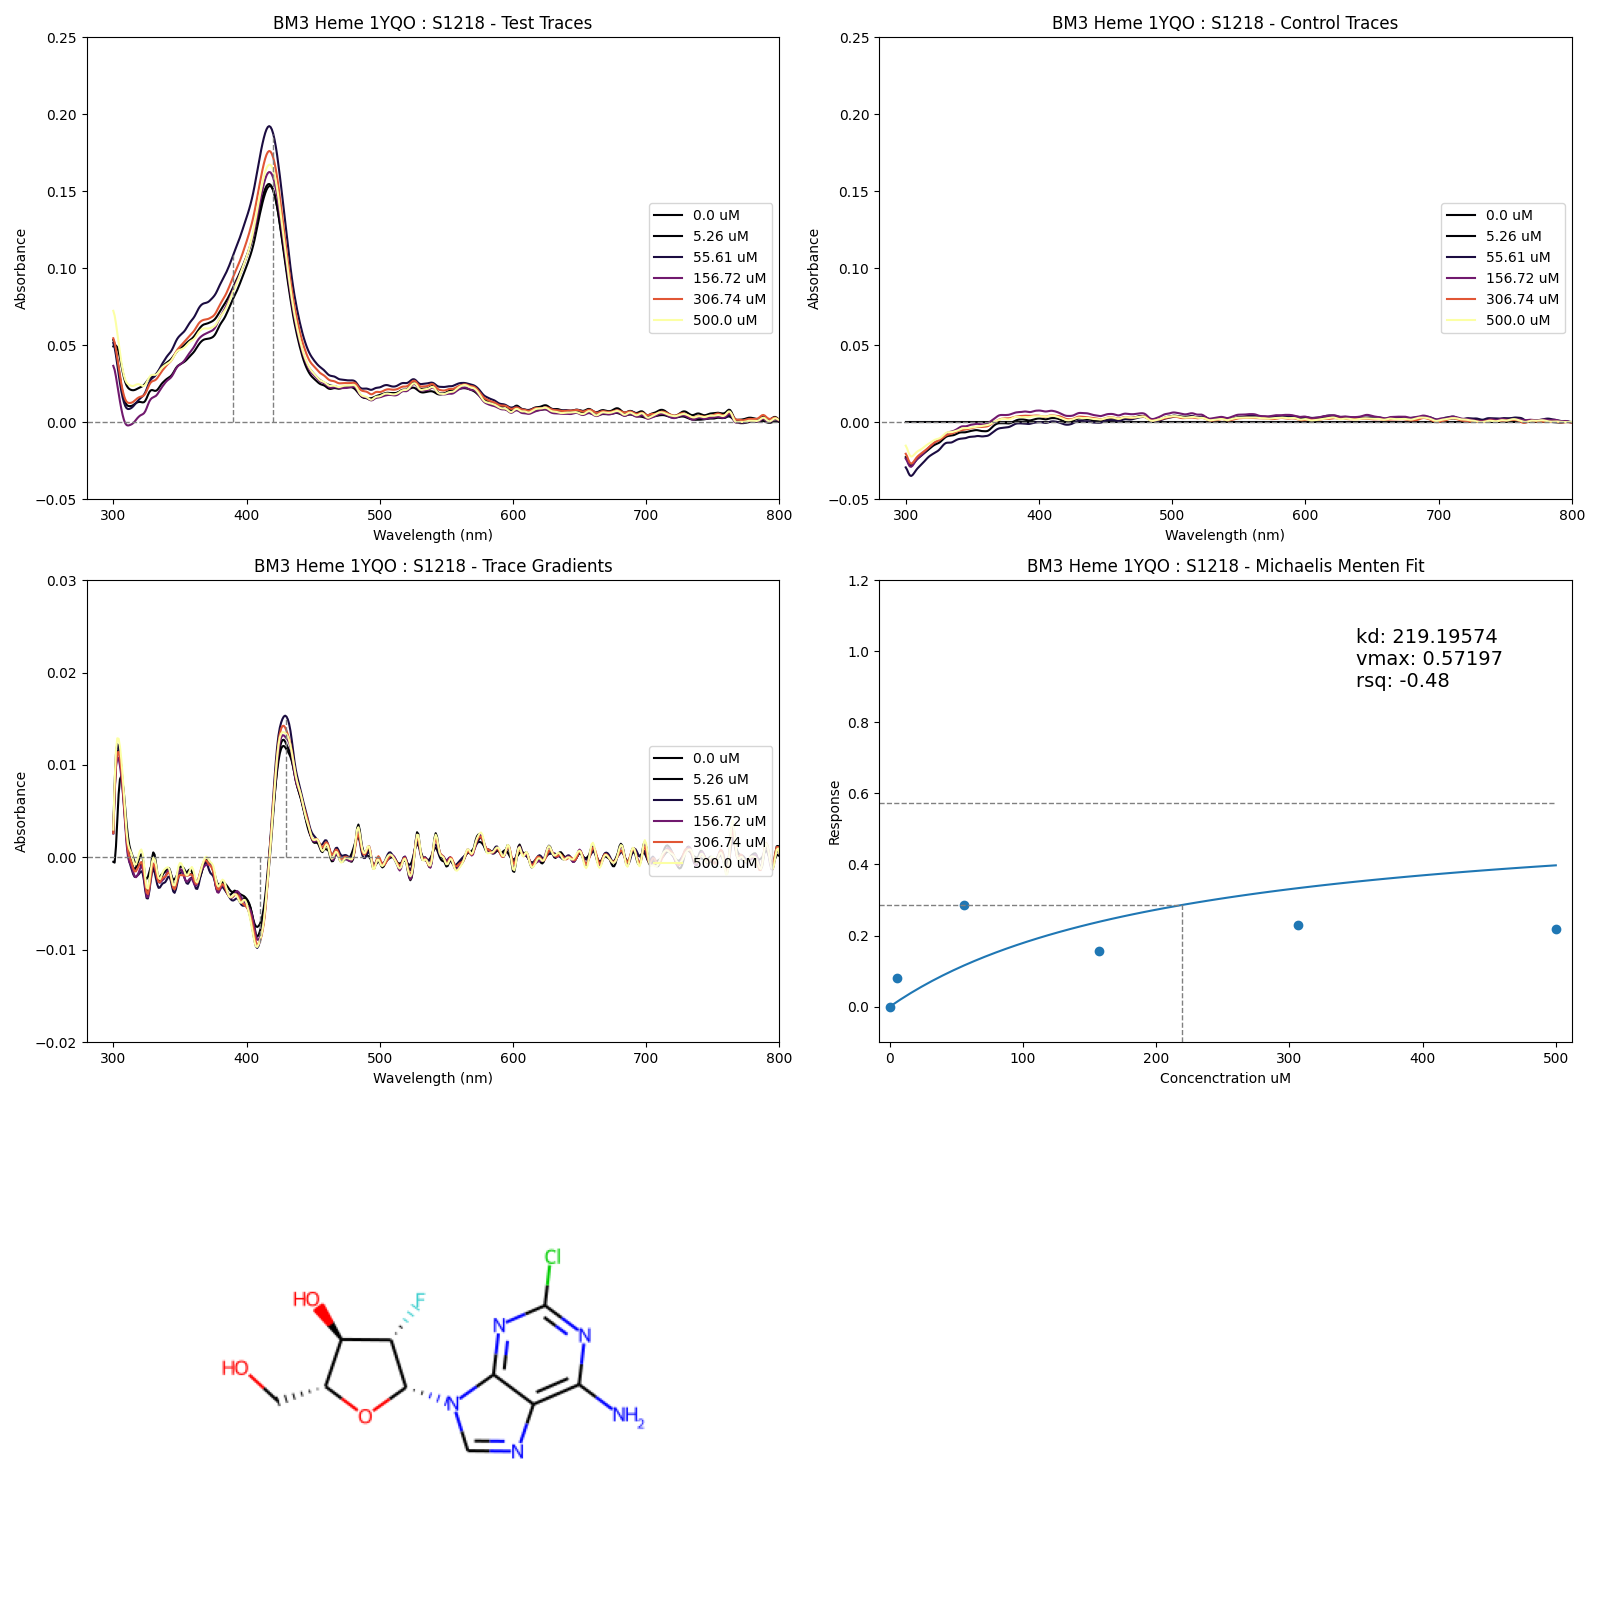 BM3 Heme 1YQO : S1218 - Test Traces
0.25
0.20
0.15
0.10
0.05
0.00
−0.05
Absorbance
300 400 500 600 700 800
Wavelength (nm)
0.0 uM
5.26 uM
55.61 uM
156.72 uM
306.74 uM
500.0 uM
BM3 Heme 1YQO : S1218 - Control Traces
0.25
0.20
0.15
0.10
0.05
0.00
−0.05
Absorbance
300 400 500 600 700 800
Wavelength (nm)
0.0 uM
5.26 uM
55.61 uM
156.72 uM
306.74 uM
500.0 uM
BM3 Heme 1YQO : S1218 - Trace Gradients
0.03
0.02
0.01
0.00
−0.01
−0.02
Absorbance
300 400 500 600 700 800
Wavelength (nm)
0.0 uM
5.26 uM
55.61 uM
156.72 uM
306.74 uM
500.0 uM
BM3 Heme 1YQO : S1218 - Michaelis Menten Fit
1.2
1.0
0.8
0.6
0.4
0.2
0.0
Response
kd: 219.19574
vmax: 0.57197
rsq: -0.48
0 100 200 300 400 500
Concenctration uM
Cl
HO
F
N
N
HO
N
O
NH2
N